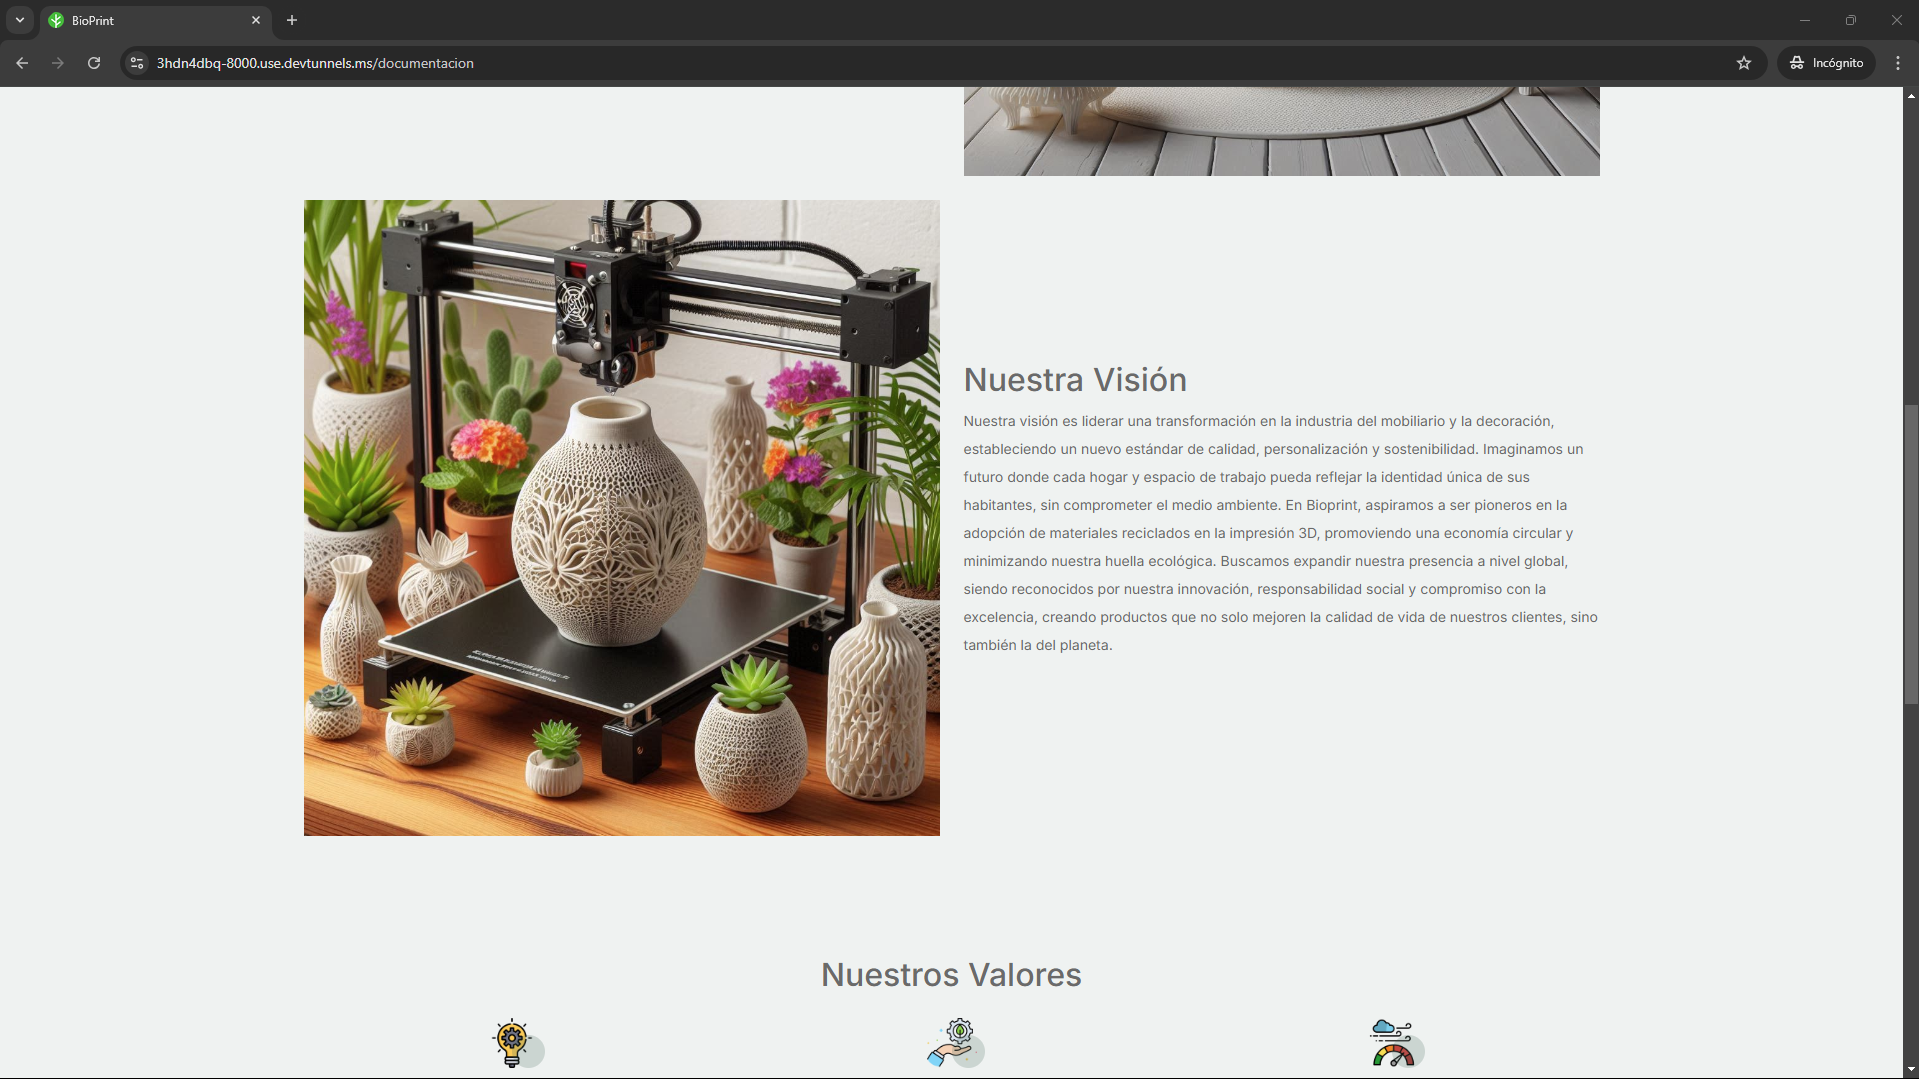 BioPrint
3hdn4dbq-8000.use.devtunnels.ms/documentacion
Incógnito
Nuestra Visión
Nuestra visión es liderar una transformación en la industria del mobiliario y la decoración,
estableciendo un nuevo estándar de calidad, personalización y sostenibilidad. Imaginamos un
futuro donde cada hogar y espacio de trabajo pueda reflejar la identidad única de sus
habitantes, sin comprometer el medio ambiente. En Bioprint, aspiramos a ser pioneros en la
adopción de materiales reciclados en la impresión 3D, promoviendo una economía circular y
minimizando nuestra huella ecológica. Buscamos expandir nuestra presencia a nivel global,
siendo reconocidos por nuestra innovación, responsabilidad social y compromiso con la
excelencia, creando productos que no solo mejoren la calidad de vida de nuestros clientes, sino
también la del planeta.
Nuestros Valores